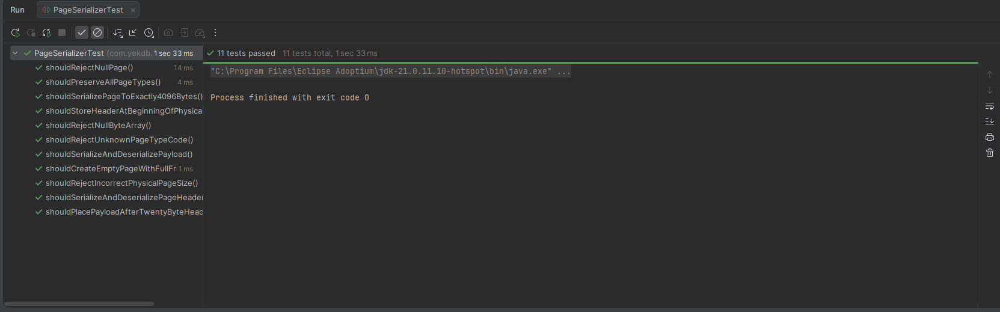 Run PageSerializerTest
PageSerializerTest (com.yekdb. 1 sec 33 ms
shouldRejectNullPage() 14 ms
shouldPreserveAllPageTypes() 4 ms
shouldSerializePageToExactly4096Bytes()
shouldStoreHeaderAtBeginningOfPhysical
shouldRejectNullByteArray()
shouldRejectUnknownPageTypeCode()
shouldSerializeAndDeserializePayload()
shouldCreateEmptyPageWithFullFr 1 ms
shouldRejectIncorrectPhysicalPageSize()
shouldSerializeAndDeserializePageHeader
shouldPlacePayloadAfterTwentyByteHead
11 tests passed 11 tests total, 1 sec 33 ms
"C:\Program Files\Eclipse Adoptium\jdk-21.0.11.10-hotspot\bin\java.exe" ...
Process finished with exit code 0